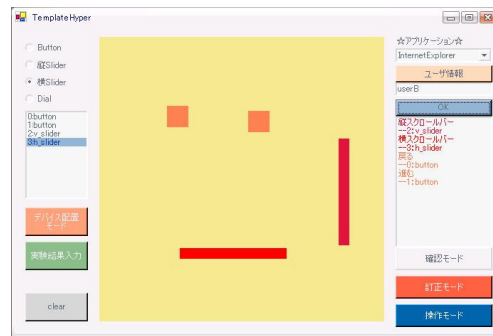 TemplateHyper
Button
縦Slider
横Slider
Dial
0:button
1:button
2:v_slider
3:h_slider
デバイス配置
モード
実験結果入力
clear
☆アプリケーション☆
InternetExplorer
ユーザ情報
userB
OK
縦スクロールバー
--2:v_slider
横スクロールバー
--3:h_slider
戻る
--0:button
進む
--1:button
確認モード
訂正モード
操作モード